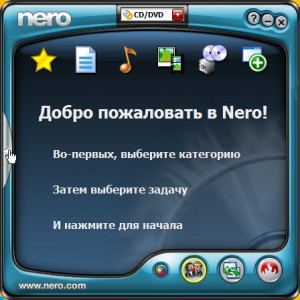 nero
CD/DVD
Добро пожаловать в Nero!
Во-первых, выберите категорию
Затем выберите задачу
И нажмите для начала
www.nero.com